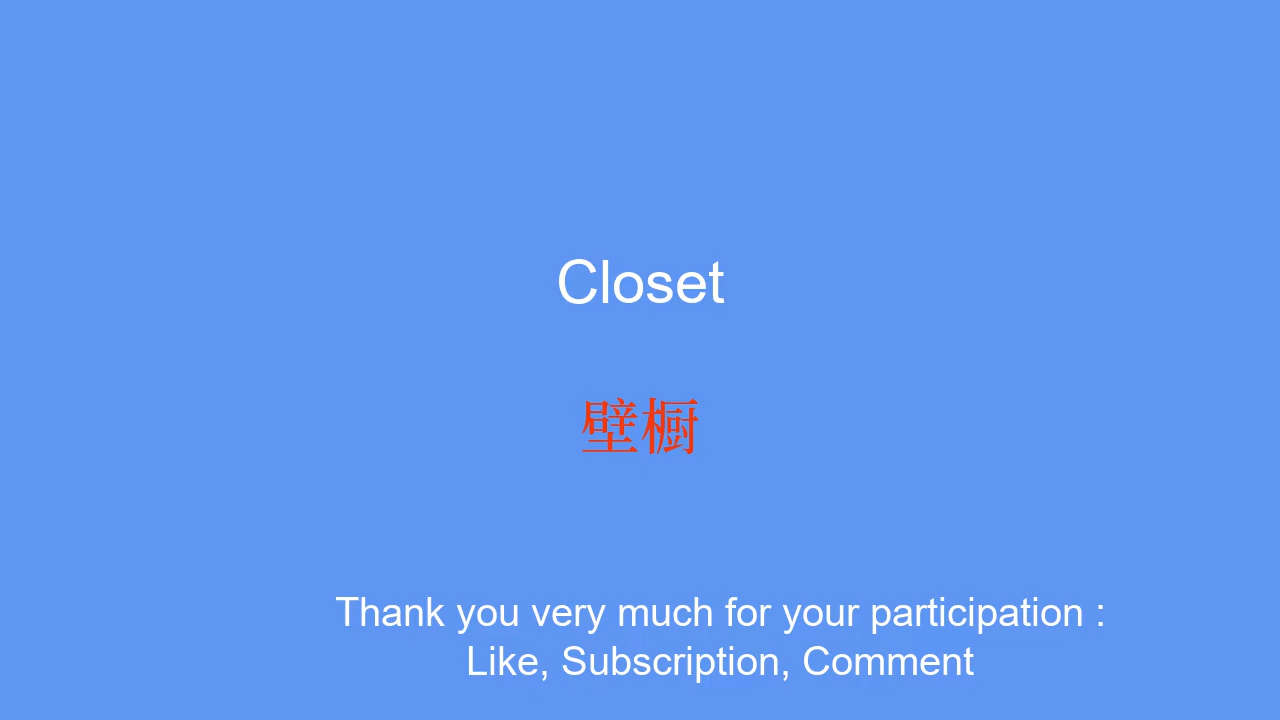 Closet
壁橱
Thank you very much for your participation :
Like, Subscription, Comment